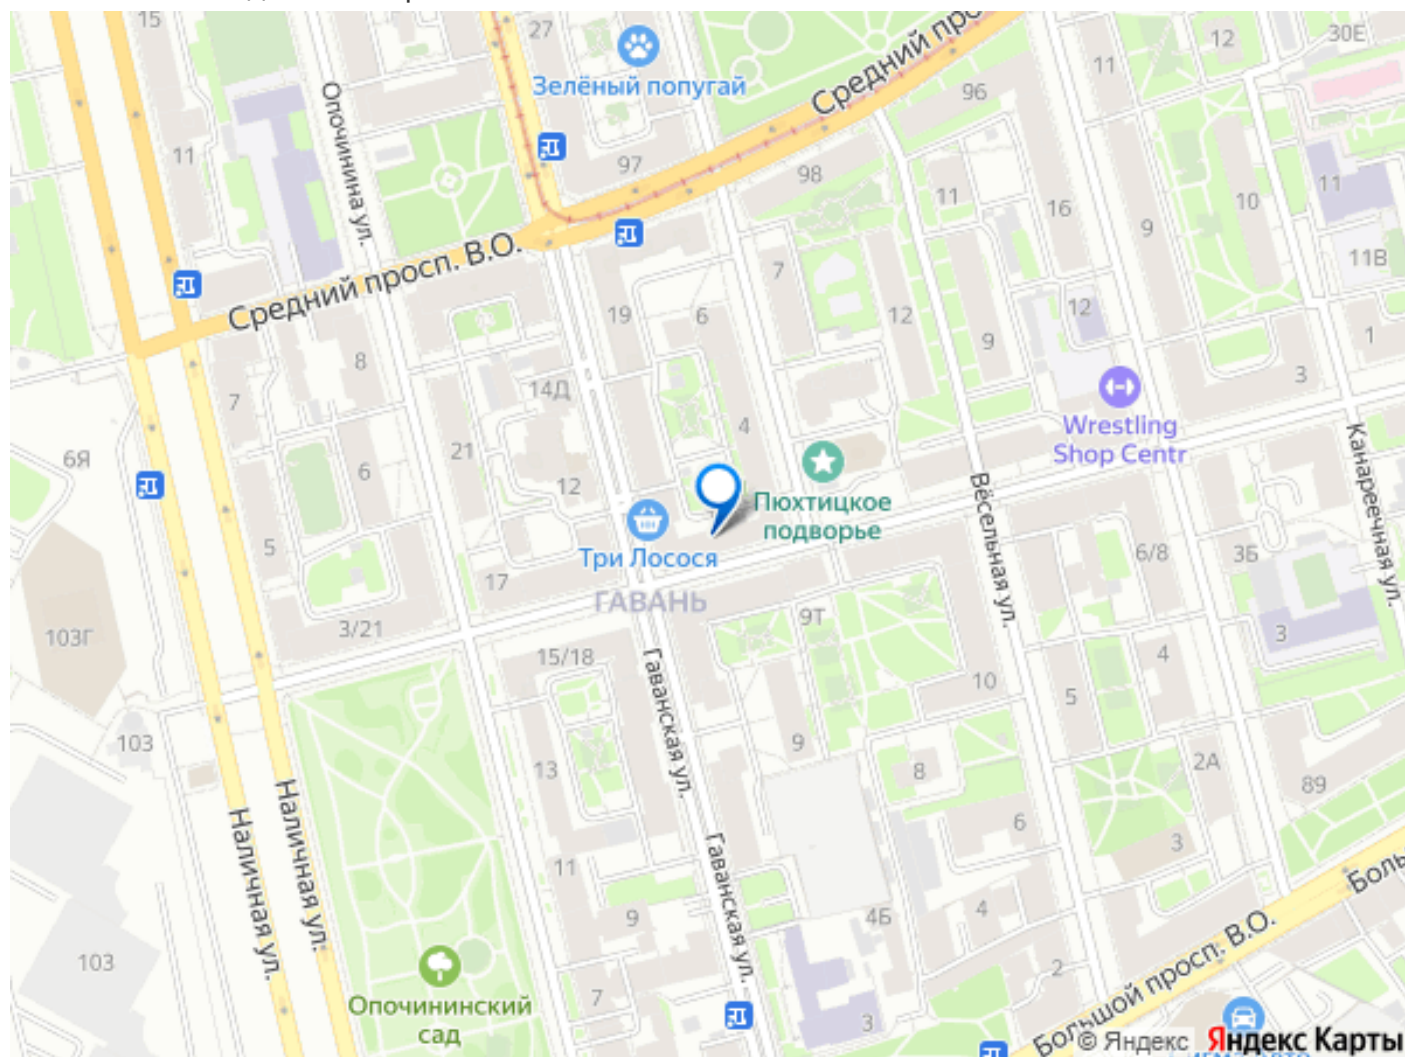 15
27
Зелёный попугай
Средний про
12
30Е
11
96
Опочинина ул.
11
97
98
11
16
10
11
9
Средний просп. В.О.
7
11В
19
6
12
12
9
1
8
14Д
3
7
4
Wrestling
Shop Centr
6Я
21
6
12
Канареечная ул.
Пюхтицкое
подворье
Вёсельная ул.
Три Лосося
5
17
6/8
3Б
ГАВАНЬ
103Г
3/21
9Т
3
15/18
4
Гаванская ул.
10
5
103
9
13
8
2А
89
Наличная ул.
Наличная ул.
6
3
11
Гаванская ул.
Боль
9
4Б
4
103
Большой просп. В.О.
2
Опочининский
сад
7
3
© Яндекс
Яндекс Карты